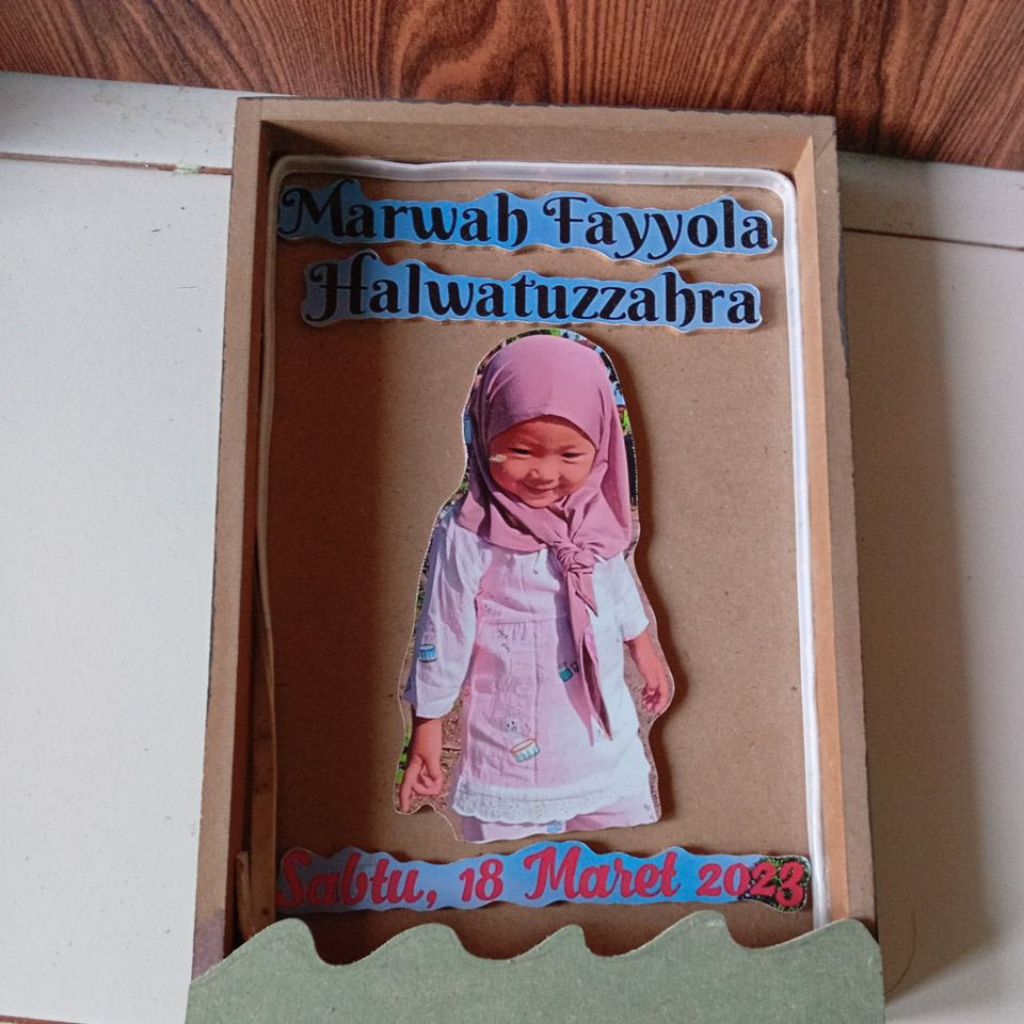 Marwah Fayyola
Halwatuzzahra
Sabtu, 18 Maret 2023